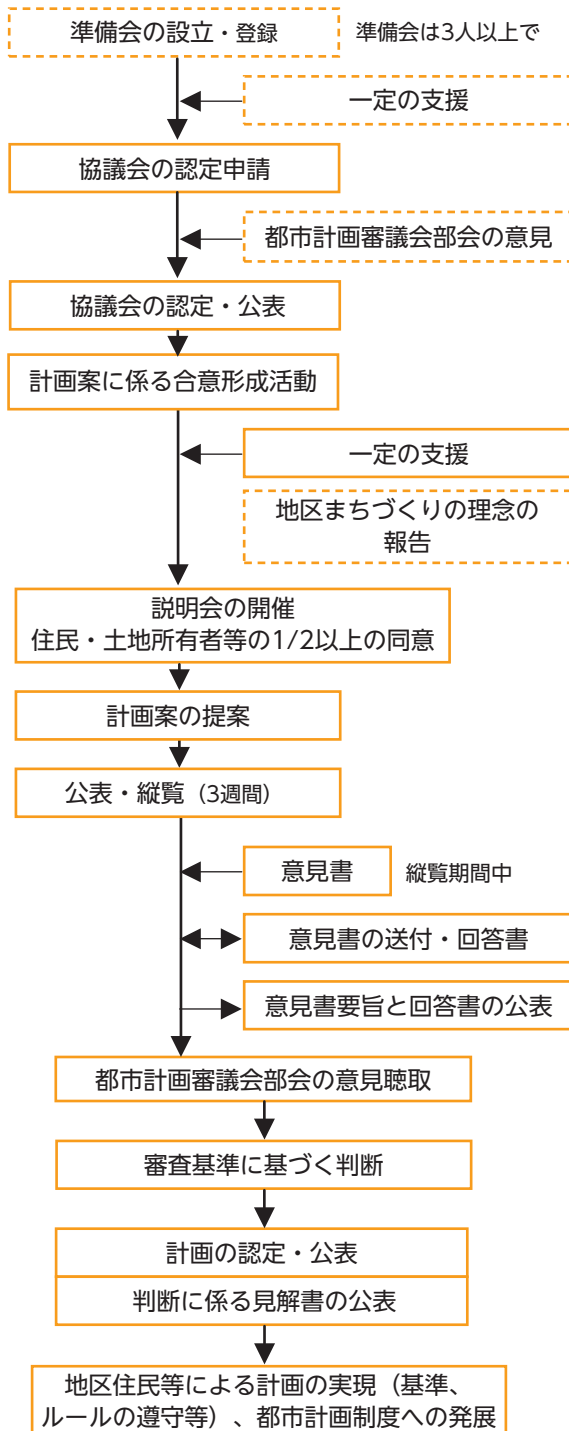 準備会の設立・登録
準備会は3人以上で
一定の支援
協議会の認定申請
都市計画審議会部会の意見
協議会の認定・公表
計画案に係る合意形成活動
一定の支援
地区まちづくりの理念の
報告
説明会の開催
住民・土地所有者等の1/2以上の同意
計画案の提案
公表・縦覧（3週間）
意見書
縦覧期間中
意見書の送付・回答書
意見書要旨と回答書の公表
都市計画審議会部会の意見聴取
審査基準に基づく判断
計画の認定・公表
判断に係る見解書の公表
地区住民等による計画の実現（基準、
ルールの遵守等）、都市計画制度への発展